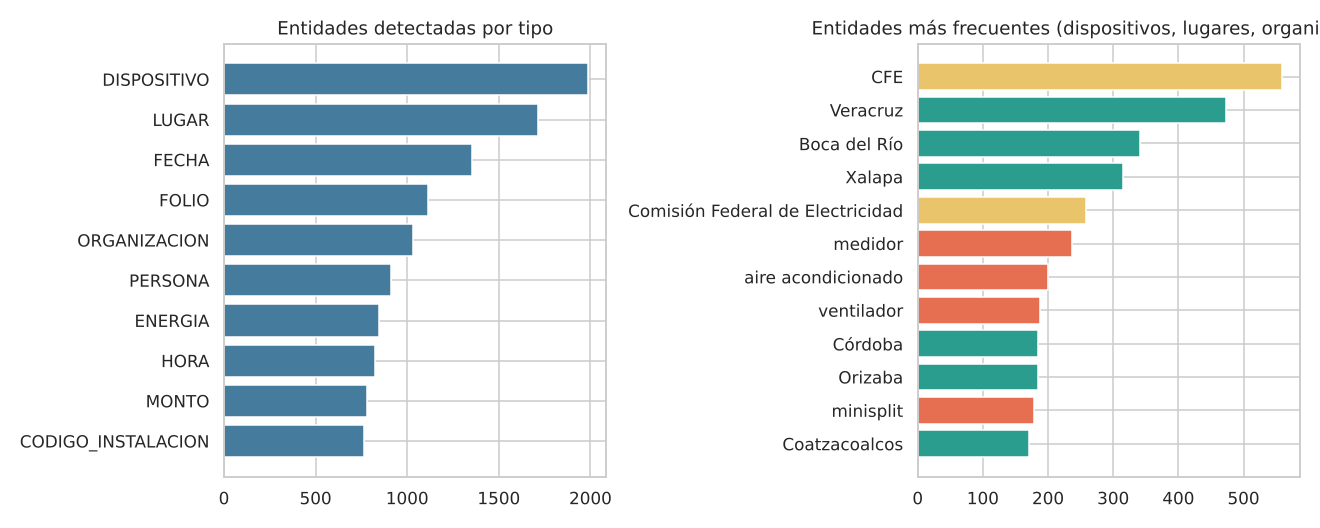 Entidades detectadas por tipo
DISPOSITIVO
LUGAR
FECHA
FOLIO
ORGANIZACION
PERSONA
ENERGIA
HORA
MONTO
CODIGO_INSTALACION
0 500 1000 1500 2000
Entidades más frecuentes (dispositivos, lugares, organi
CFE
Veracruz
Boca del Río
Xalapa
Comisión Federal de Electricidad
medidor
aire acondicionado
ventilador
Córdoba
Orizaba
minisplit
Coatzacoalcos
0 100 200 300 400 500